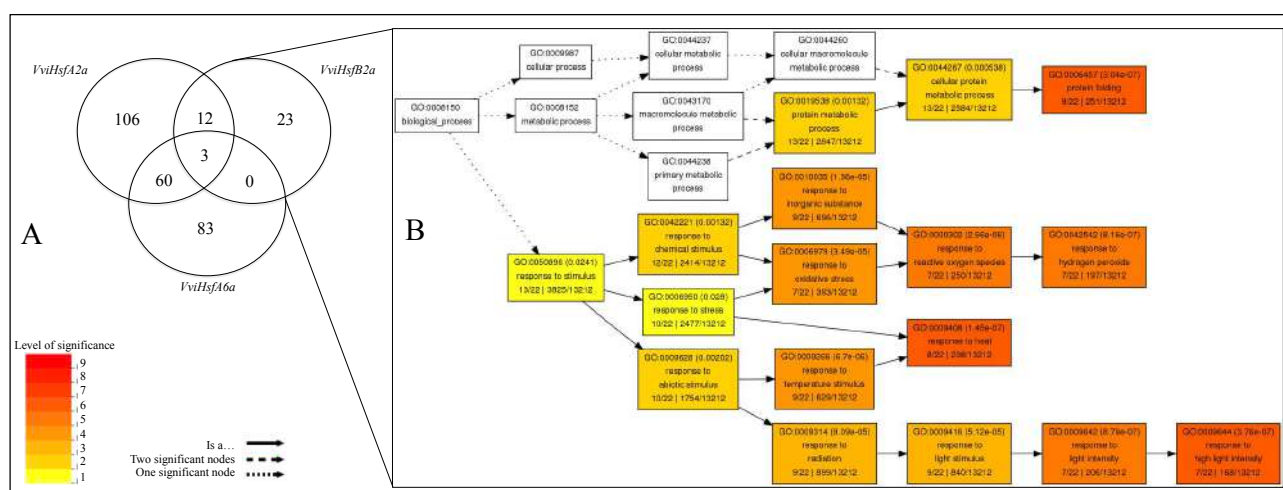 VviHsfA2a
VviHsfB2a
106
12
23
3
60
0
83
A
VviHsfA6a
Level of significance
9
8
7
6
5
4
3
2
1
Is a…
Two significant nodes
One significant node
B
GO:0008150
biological_process
GO:0009987
cellular process
GO:0008152
metabolic process
GO:0044237
cellular metabolic
process
GO:0043170
macromolecule metabolic
process
GO:0044238
primary metabolic
process
GO:0044260
cellular macromolecule
metabolic process
GO:0019538 (0.00132)
protein metabolic
process
13/22 | 2847/13212
GO:0044267 (0.000538)
cellular protein
metabolic process
13/22 | 2584/13212
GO:0006457 (3.04e-07)
protein folding
8/22 | 251/13212
GO:0050896 (0.0241)
response to stimulus
13/22 | 3825/13212
GO:0042221 (0.00132)
response to
chemical stimulus
12/22 | 2414/13212
GO:0006950 (0.028)
response to stress
10/22 | 2477/13212
GO:0009628 (0.00202)
response to
abiotic stimulus
10/22 | 1754/13212
GO:0010035 (1.36e-05)
response to
inorganic substance
9/22 | 696/13212
GO:0006979 (3.49e-05)
response to
oxidative stress
7/22 | 393/13212
GO:0000302 (2.96e-06)
response to
reactive oxygen species
7/22 | 250/13212
GO:0042542 (8.16e-07)
response to
hydrogen peroxide
7/22 | 197/13212
GO:0009266 (6.7e-06)
response to
temperature stimulus
9/22 | 629/13212
GO:0009408 (1.45e-07)
response to heat
8/22 |
GO:0009314 (8.09e-05)
response to
radiation
9/22 | 899/13212
GO:0009416 (5.12e-05)
response to
light stimulus
9/22 | 840/13212
GO:0009642 (8.78e-07)
response to
light intensity
7/22 | 206/13212
GO:0009644 (3.76e-07)
response to
high light intensity
7/22 | 163/13212